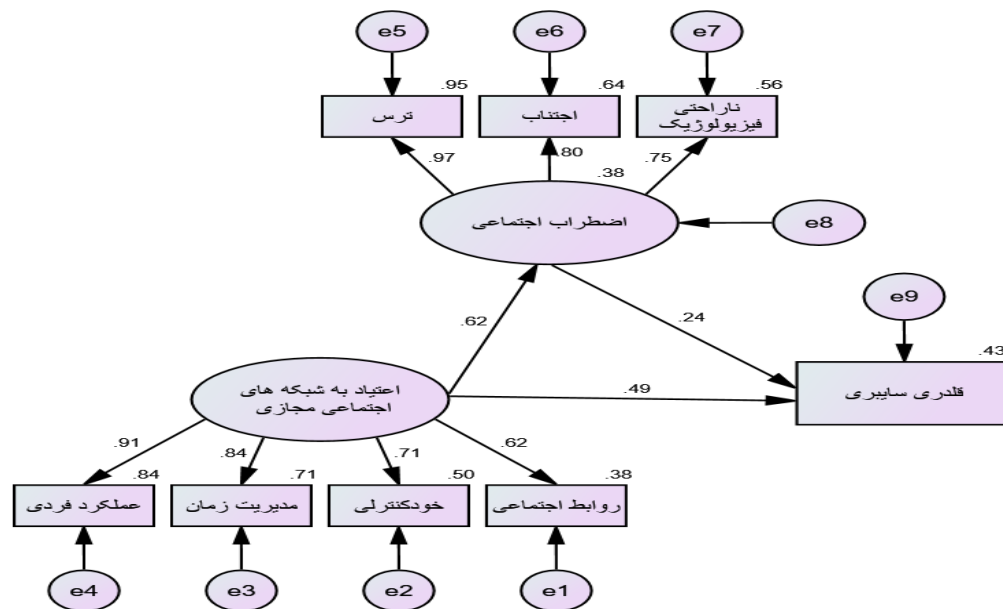 e5
e6
e7
.95
.64
.56
ترس
اجتناب
ناراحتی
فیزیولوژیک
.97
.80
.75
.38
اضطراب اجتماعی
e8
e9
.62
.24
.43
قلدری سایبری
اعتیاد به شبکه های
اجتماعی مجازی
.49
.91
.84
.71
.62
.84
.71
.50
.38
عملکرد فردی
مدیریت زمان
خودکنترلی
روابط اجتماعی
e4
e3
e2
e1